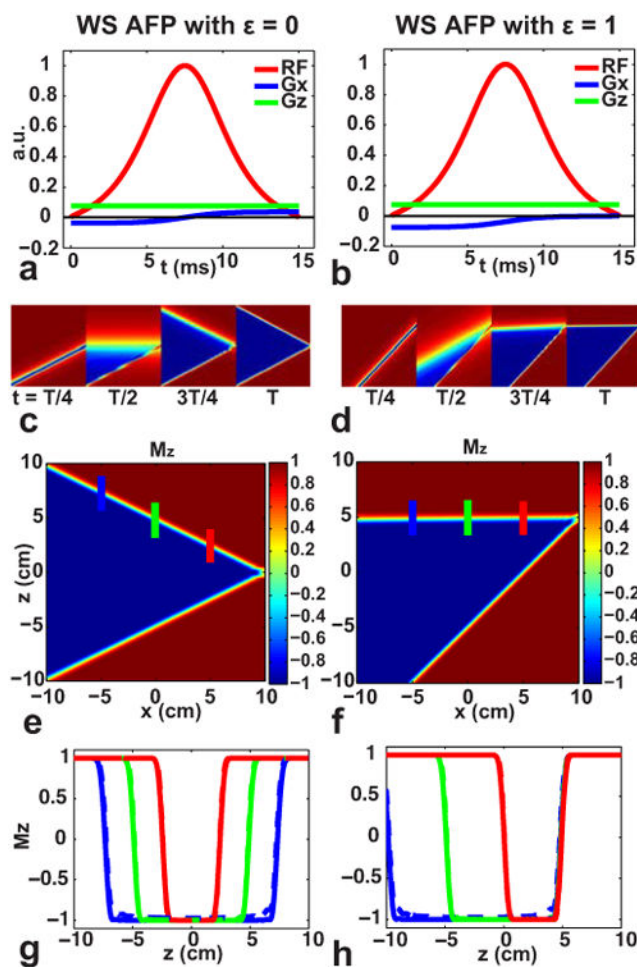 WS AFP with ε = 0
WS AFP with ε = 1
1
0.8
0.6
0.4
0.2
0
−0.2
a.u.
RF
Gx
Gz
0
5
10
15
t (ms)
a
1
0.8
0.6
0.4
0.2
0
−0.2
RF
Gx
Gz
0
5
10
15
t (ms)
b
t = T/4
T/2
3T/4
T
c
T/4
T/2
3T/4
T
d
Mz
10
5
0
−5
−10
z (cm)
−10
−5
0
5
10
x (cm)
1
0.8
0.6
0.4
0.2
0
−0.2
−0.4
−0.6
−0.8
−1
e
Mz
10
5
0
−5
−10
−10
−5
0
5
10
x (cm)
1
0.8
0.6
0.4
0.2
0
−0.2
−0.4
−0.6
−0.8
−1
f
1
0.5
0
−0.5
−1
Mz
−10
−5
0
5
10
z (cm)
g
1
0.5
0
−0.5
−1
−10
−5
0
5
10
z (cm)
h